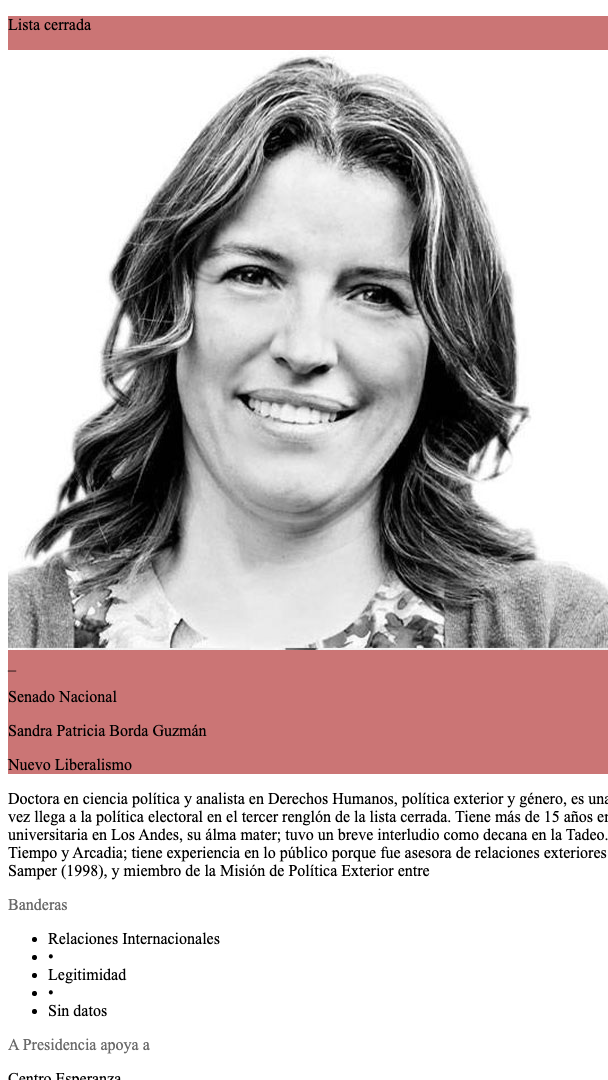 Lista cerrada
_
Senado Nacional
Sandra Patricia Borda Guzmán
Nuevo Liberalismo
Doctora en ciencia política y analista en Derechos Humanos, política exterior y género, es una
vez llega a la política electoral en el tercer renglón de la lista cerrada. Tiene más de 15 años en
universitaria en Los Andes, su álma mater; tuvo un breve interludio como decana en la Tadeo.
Tiempo y Arcadia; tiene experiencia en lo público porque fue asesora de relaciones exteriores
Samper (1998), y miembro de la Misión de Política Exterior entre
Banderas
• Relaciones Internacionales
• •
• Legitimidad
• •
• Sin datos
A Presidencia apoya a
Centro Esperanza